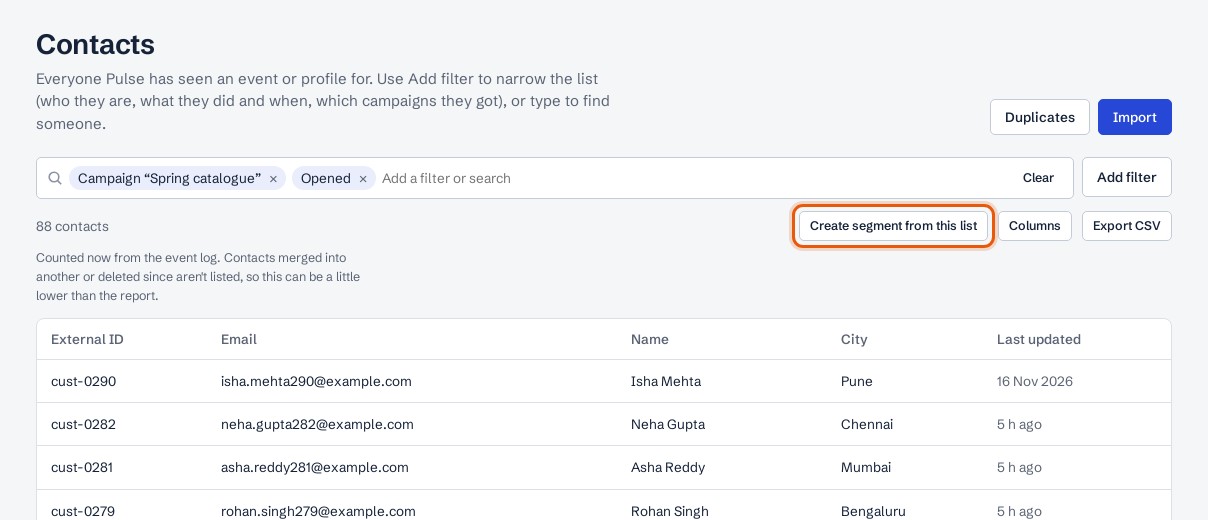 Contacts
Everyone Pulse has seen an event or profile for. Use Add filter to narrow the list
(who they are, what they did and when, which campaigns they got), or type to find
someone.
Duplicates
Import
Campaign “Spring catalogue” ×
Opened ×
Add a filter or search
Clear
Add filter
88 contacts
Create segment from this list
Columns
Export CSV
Counted now from the event log. Contacts merged into
another or deleted since aren't listed, so this can be a little
lower than the report.
External ID Email Name City Last updated
cust-0290 isha.mehta290@example.com Isha Mehta Pune 16 Nov 2026
cust-0282 neha.gupta282@example.com Neha Gupta Chennai 5 h ago
cust-0281 asha.reddy281@example.com Asha Reddy Mumbai 5 h ago
cust-0279 rohan.singh279@example.com Rohan Singh Bengaluru 5 h ago